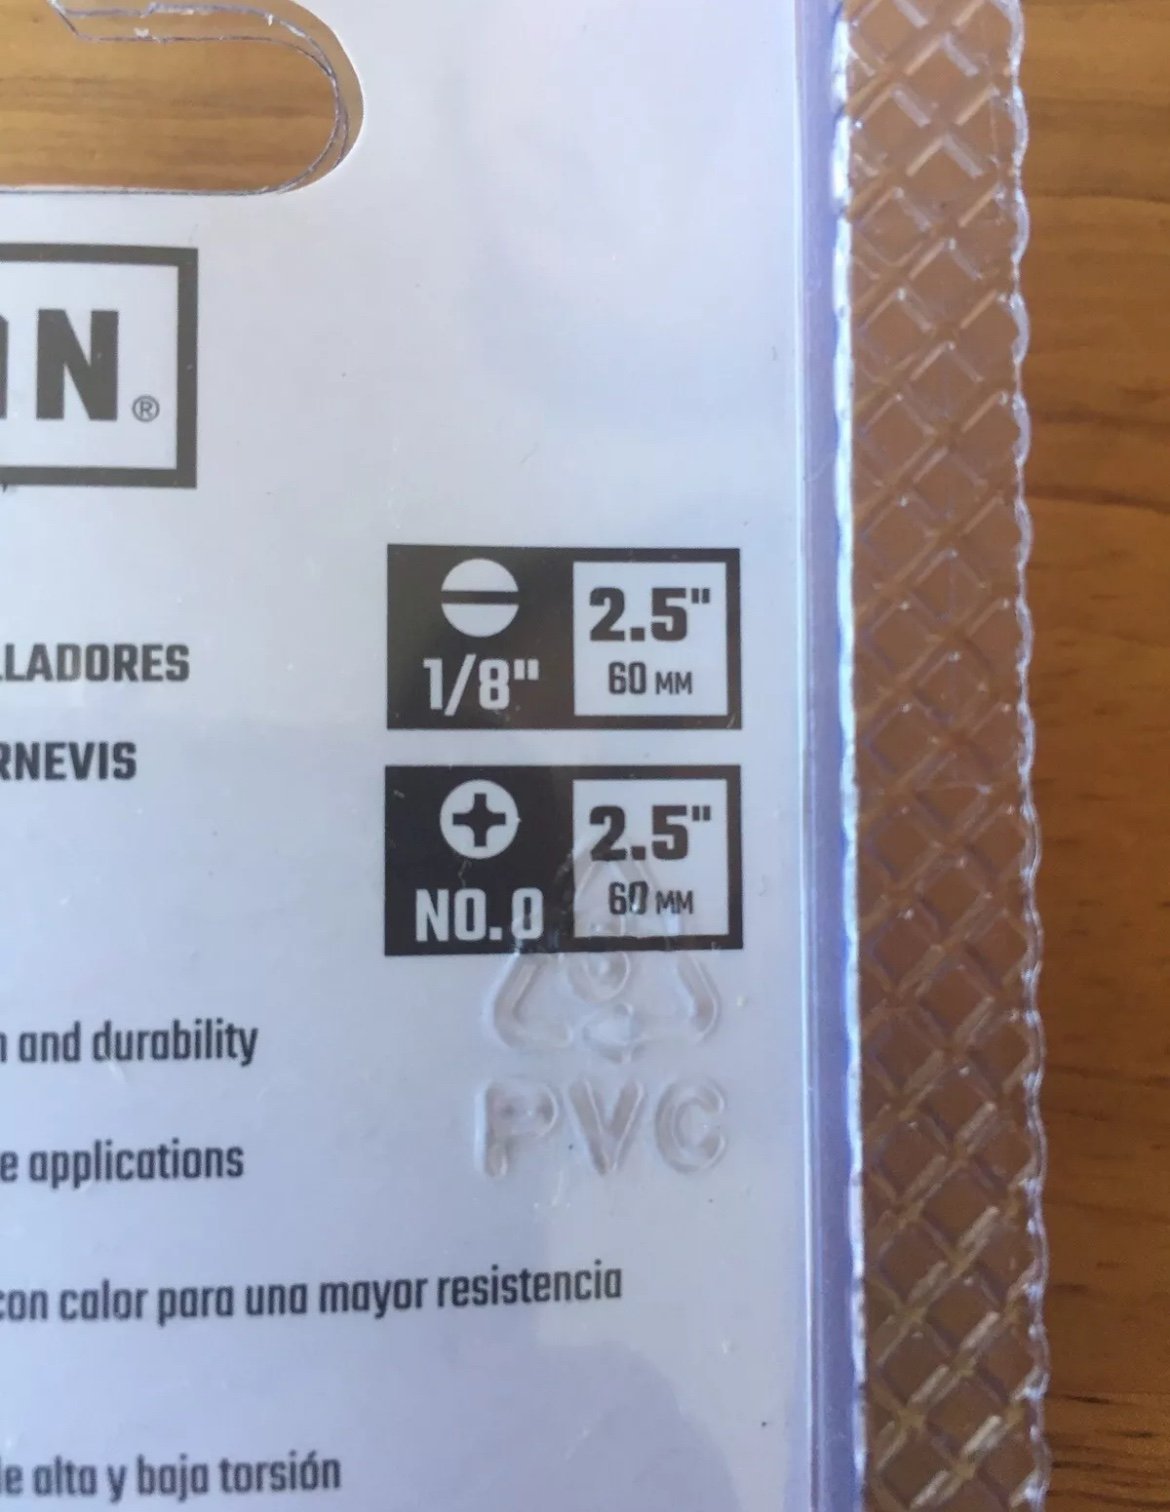 N®
LLADORES
RNEVIS
1/8"
2.5"
60 MM
NO.0
2.5"
60 MM
PVC
and durability
e applications
con calor para una mayor resistencia
de alta y baja torsión